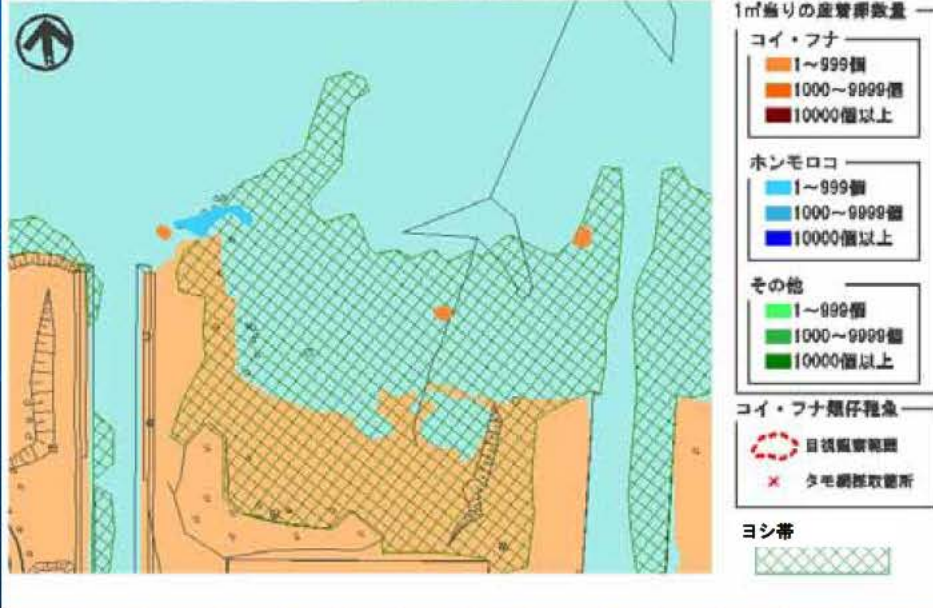 1㎡当りの産着卵数量
コイ・フナ
1～999個
1000～9999個
10000個以上
ホンモロコ
1～999個
1000～9999個
10000個以上
その他
1～999個
1000～9999個
10000個以上
コイ・フナ類仔稚魚
目視観察範囲
タモ網採取箇所
ヨシ帯